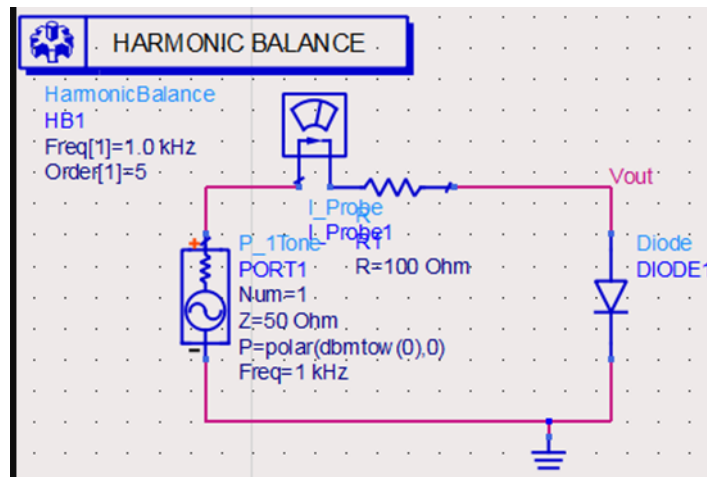 HARMONIC BALANCE
HarmonicBalance
HB1
Freq[1]=1.0 kHz
Order[1]=5
I_Probe
I_Probe1
R
R1
R=100 Ohm
Vout
+
P_1Tone
PORT1
Num=1
Z=50 Ohm
P=polar(dbmtow(0),0)
Freq=1 kHz
-
Diode
DIODE1